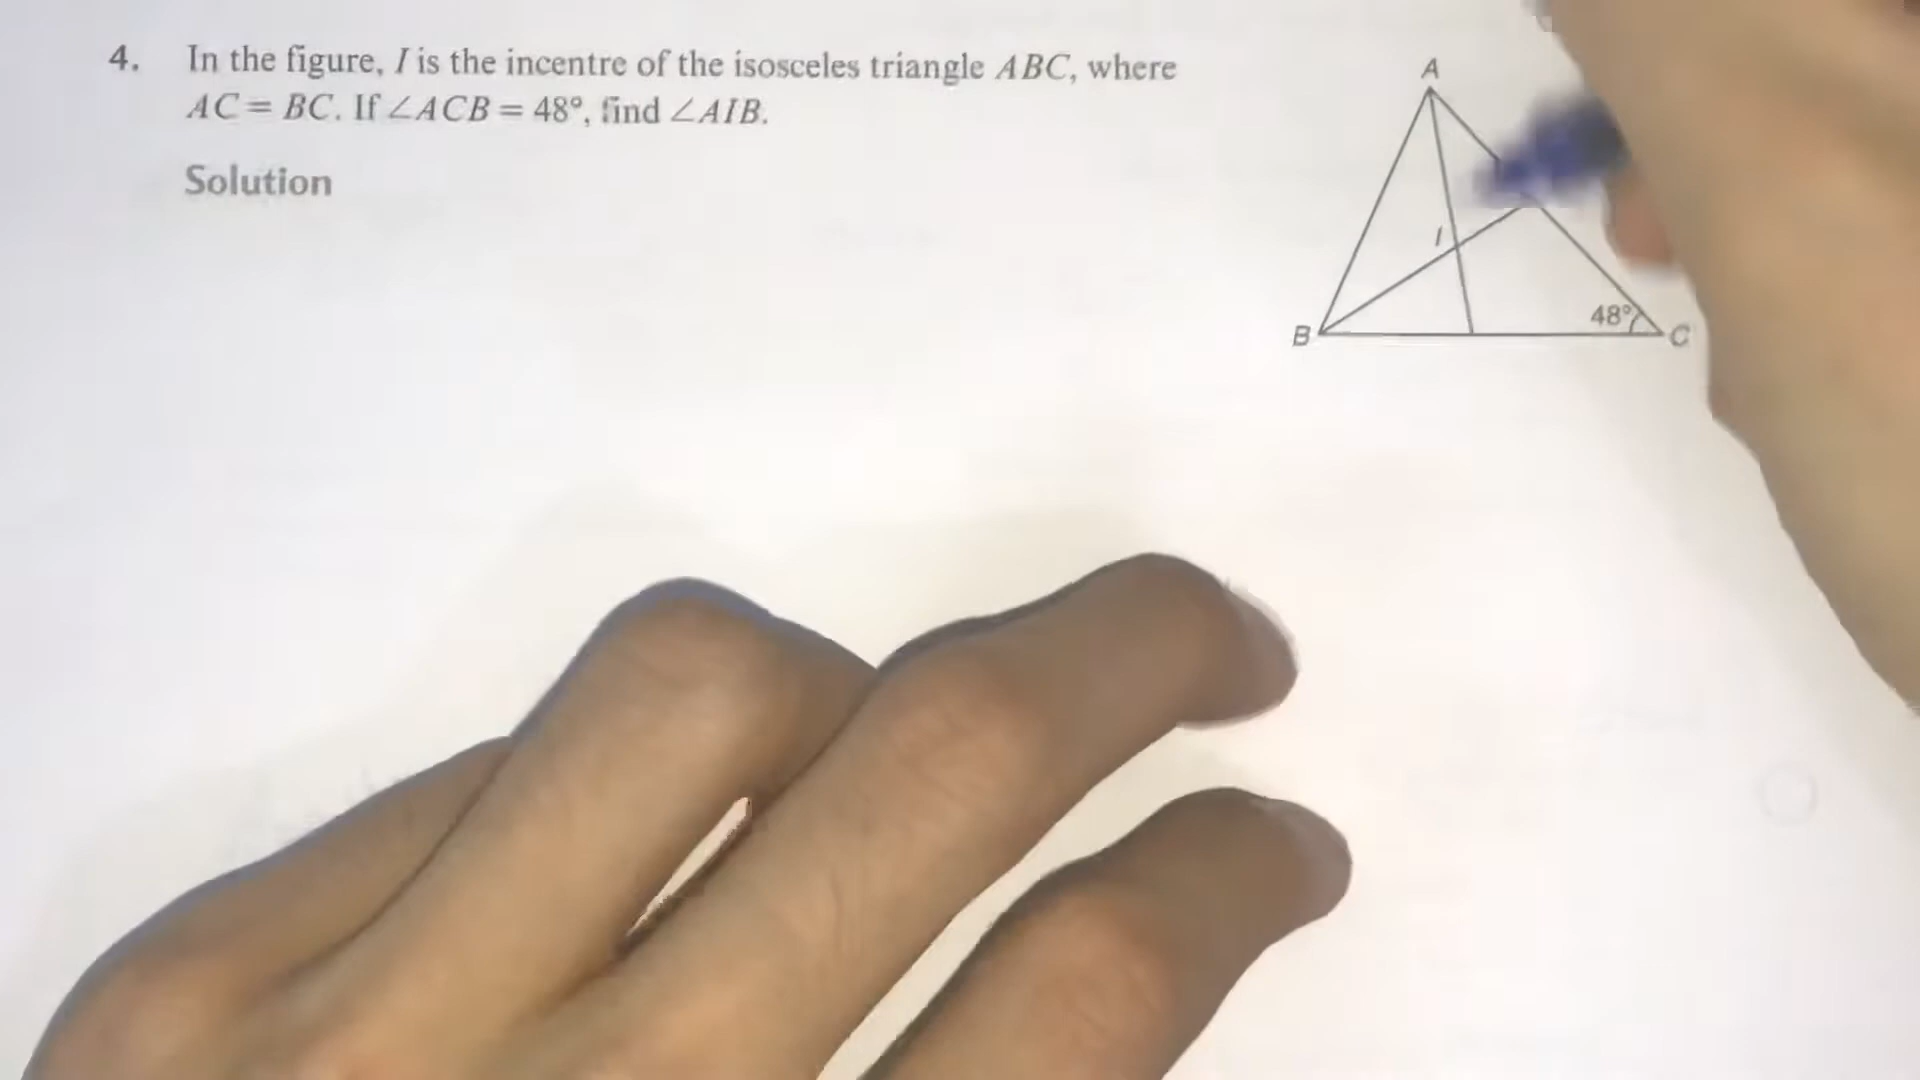 4. In the figure, I is the incentre of the isosceles triangle ABC, where
AC = BC. If ∠ACB = 48°, find ∠AIB.
Solution
A
I
48°
B
C